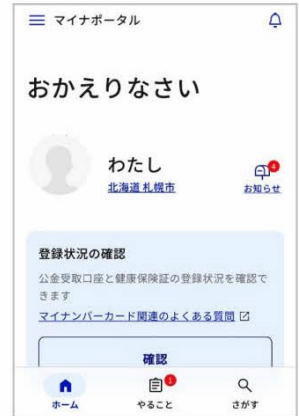 マイナポータル
おかえりなさい
わたし
北海道 札幌市
4
お知らせ
登録状況の確認
公金受取口座と健康保険証の登録状況を確認で
きます
マイナンバーカード関連のよくある質問
確認
1
ホーム
やること
さがす